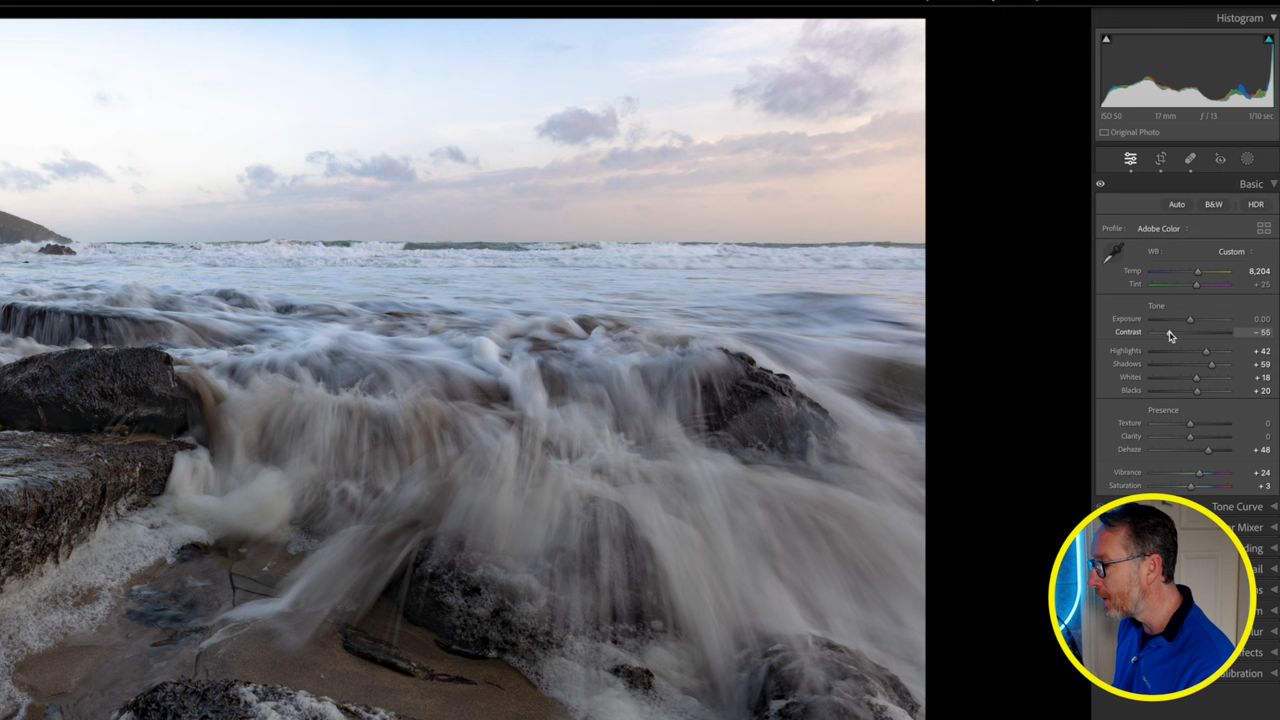 Histogram
ISO 50 17 mm ƒ / 13 1/10 sec
Original Photo
Basic
Auto B&W HDR
Profile : Adobe Color
WB : Custom
Temp 8,204
Tint + 25
Tone
Exposure 0.00
Contrast – 55
Highlights + 42
Shadows + 59
Whites + 18
Blacks + 20
Presence
Texture 0
Clarity 0
Dehaze + 48
Vibrance + 24
Saturation + 3
Tone Curve
Mixer